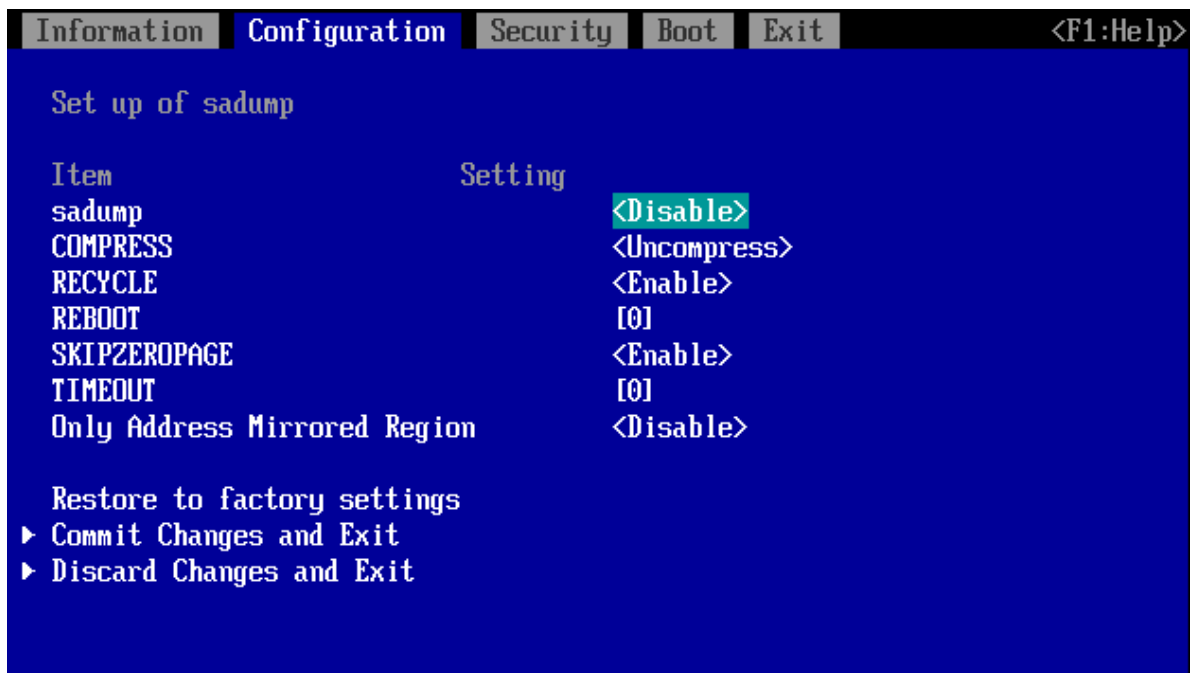 Information Configuration Security Boot Exit <F1:Help>
Set up of sadump
Item Setting
sadump <Disable>
COMPRESS <Uncompress>
RECYCLE <Enable>
REBOOT [0]
SKIPZEROPAGE <Enable>
TIMEOUT [0]
Only Address Mirrored Region <Disable>
Restore to factory settings
Commit Changes and Exit
Discard Changes and Exit